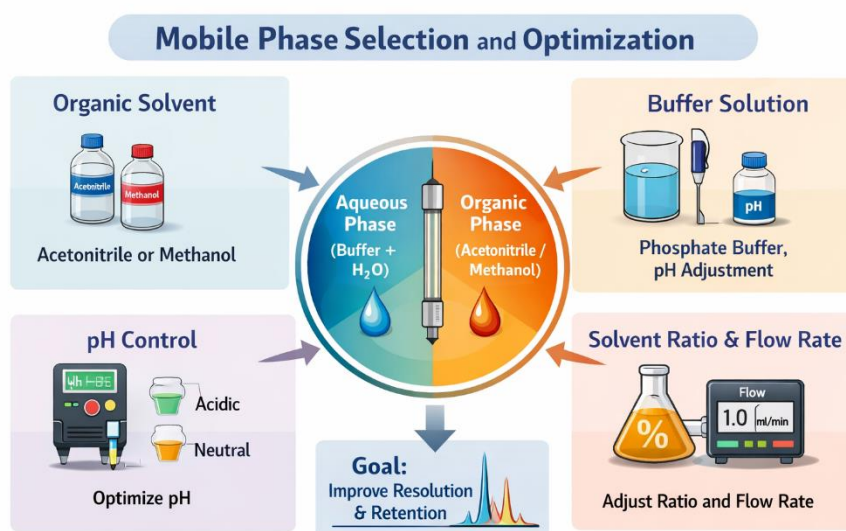 Mobile Phase Selection and Optimization
Organic Solvent
Acetonitrile
Methanol
Acetonitrile or Methanol
Buffer Solution
pH
Phosphate Buffer,
pH Adjustment
Aqueous
Phase
(Buffer +
H₂O)
Organic
Phase
(Acetonitrile /
Methanol)
pH Control
Acidic
Neutral
Optimize pH
Goal:
Improve Resolution
& Retention
Solvent Ratio & Flow Rate
%
Flow
1.0 ml/min
Adjust Ratio and Flow Rate